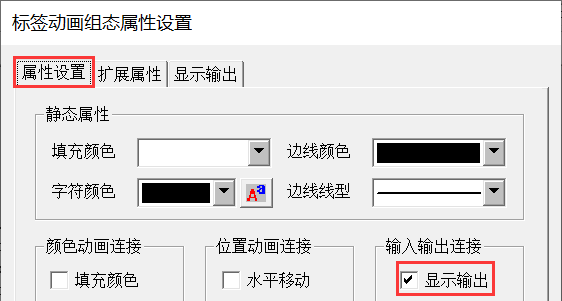 标签动画组态属性设置
属性设置 扩展属性 显示输出
静态属性
填充颜色 边线颜色
字符颜色 Aa 边线线型
颜色动画连接 位置动画连接 输入输出连接
填充颜色 水平移动 显示输出